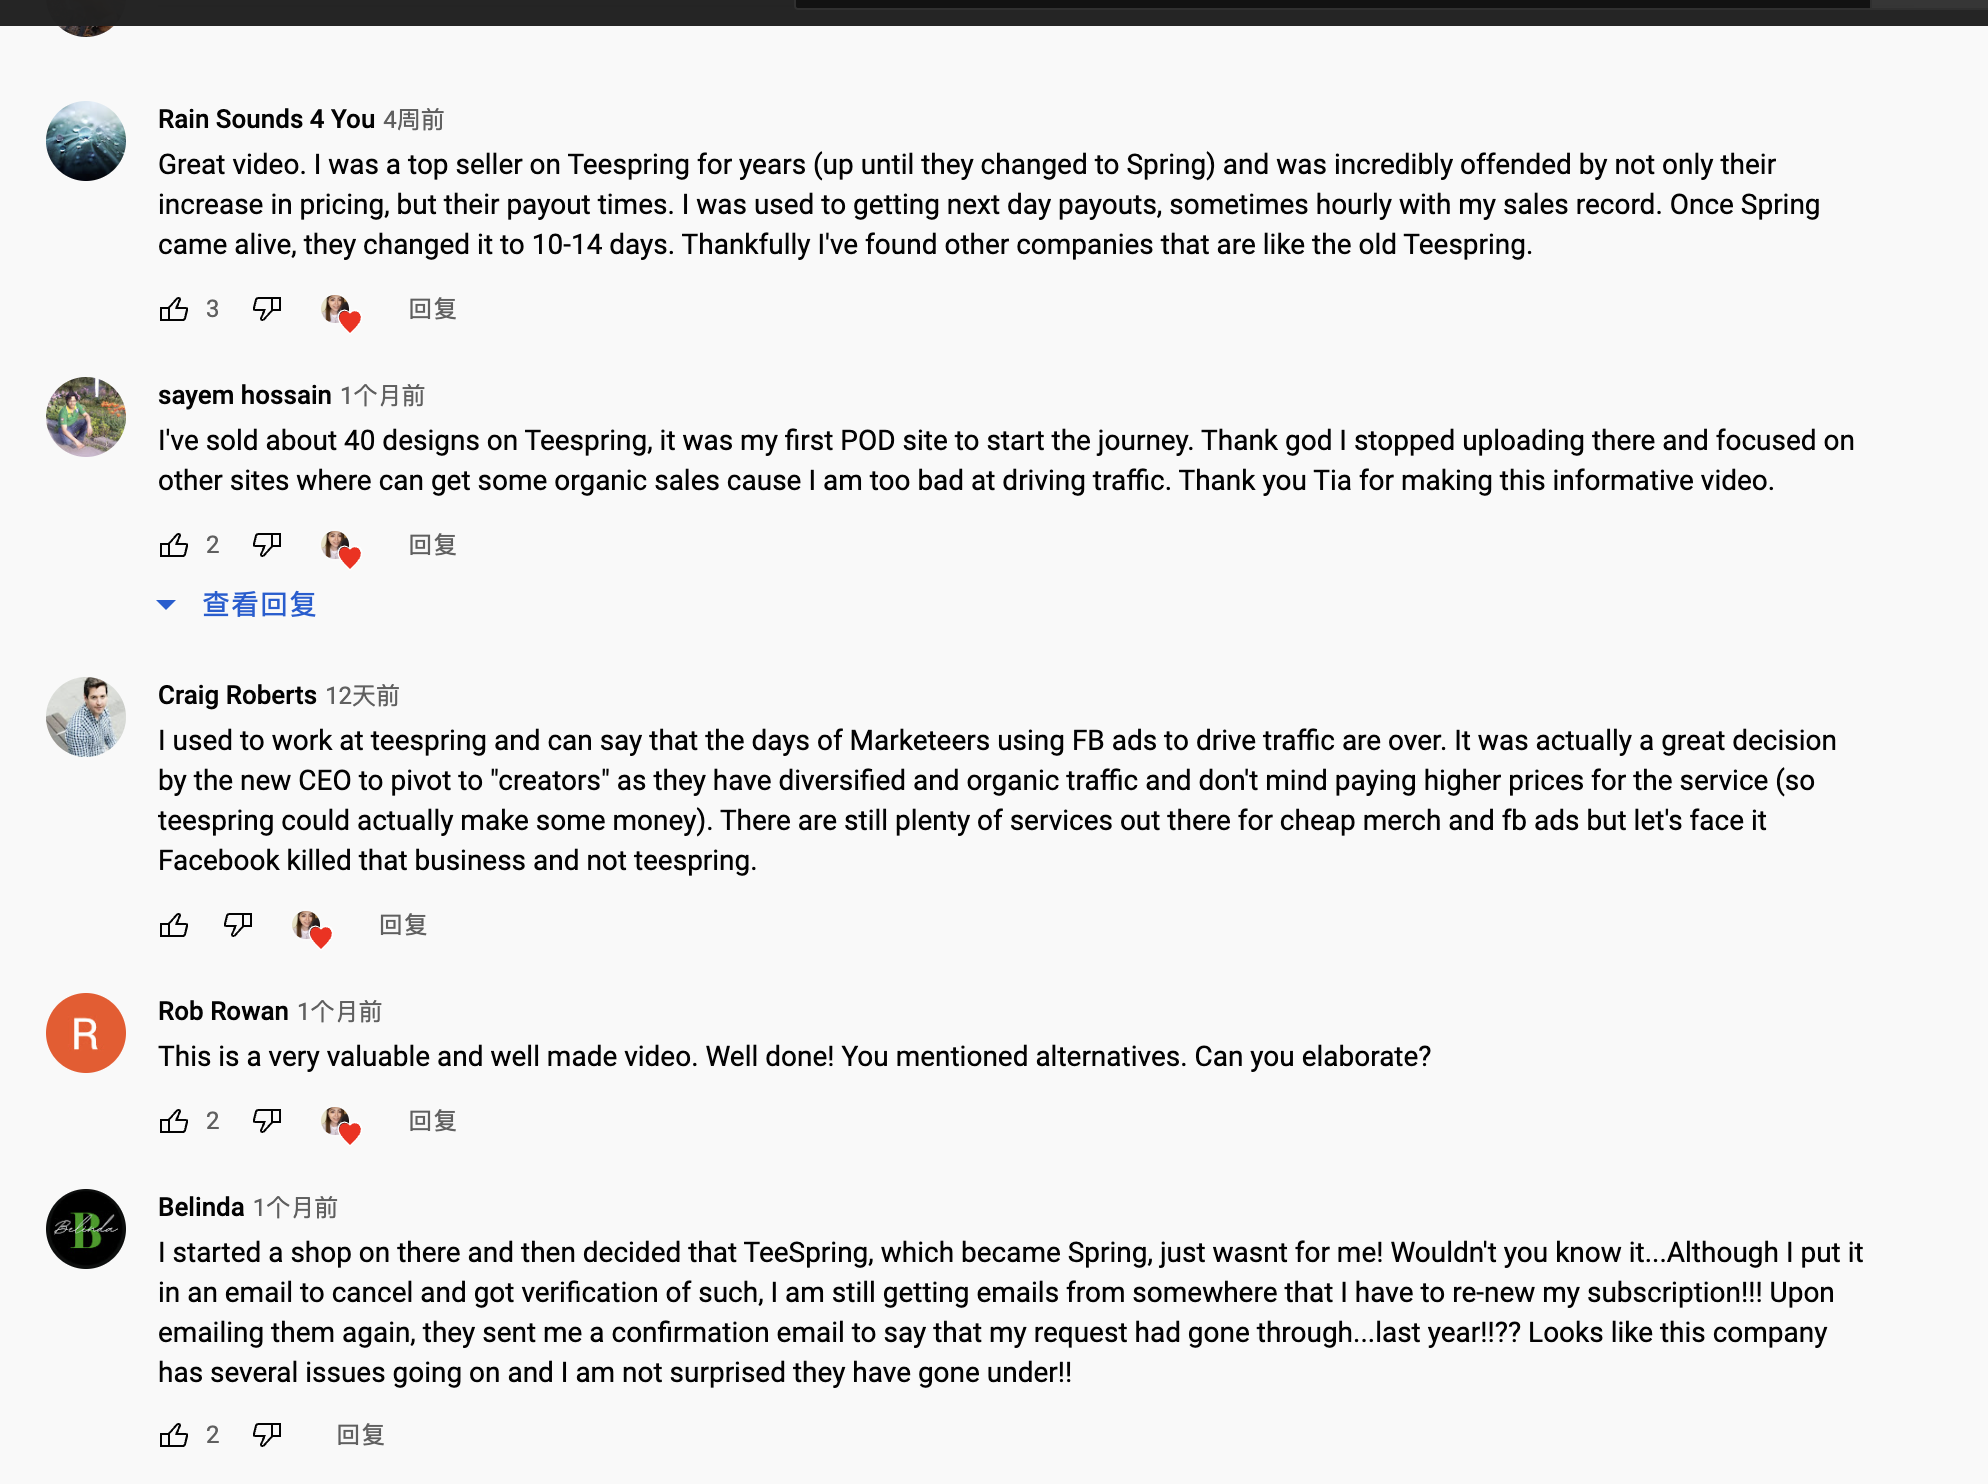 Rain Sounds 4 You 4周前
Great video. I was a top seller on Teespring for years (up until they changed to Spring) and was incredibly offended by not only their
increase in pricing, but their payout times. I was used to getting next day payouts, sometimes hourly with my sales record. Once Spring
came alive, they changed it to 10-14 days. Thankfully I've found other companies that are like the old Teespring.
3 回复
sayem hossain 1个月前
I've sold about 40 designs on Teespring, it was my first POD site to start the journey. Thank god I stopped uploading there and focused on
other sites where can get some organic sales cause I am too bad at driving traffic. Thank you Tia for making this informative video.
2 回复
查看回复
Craig Roberts 12天前
I used to work at teespring and can say that the days of Marketeers using FB ads to drive traffic are over. It was actually a great decision
by the new CEO to pivot to "creators" as they have diversified and organic traffic and don't mind paying higher prices for the service (so
teespring could actually make some money). There are still plenty of services out there for cheap merch and fb ads but let's face it
Facebook killed that business and not teespring.
回复
R
Rob Rowan 1个月前
This is a very valuable and well made video. Well done! You mentioned alternatives. Can you elaborate?
2 回复
B
Belinda
Belinda 1个月前
I started a shop on there and then decided that TeeSpring, which became Spring, just wasnt for me! Wouldn't you know it...Although I put it
in an email to cancel and got verification of such, I am still getting emails from somewhere that I have to re-new my subscription!!! Upon
emailing them again, they sent me a confirmation email to say that my request had gone through...last year!!?? Looks like this company
has several issues going on and I am not surprised they have gone under!!
2 回复